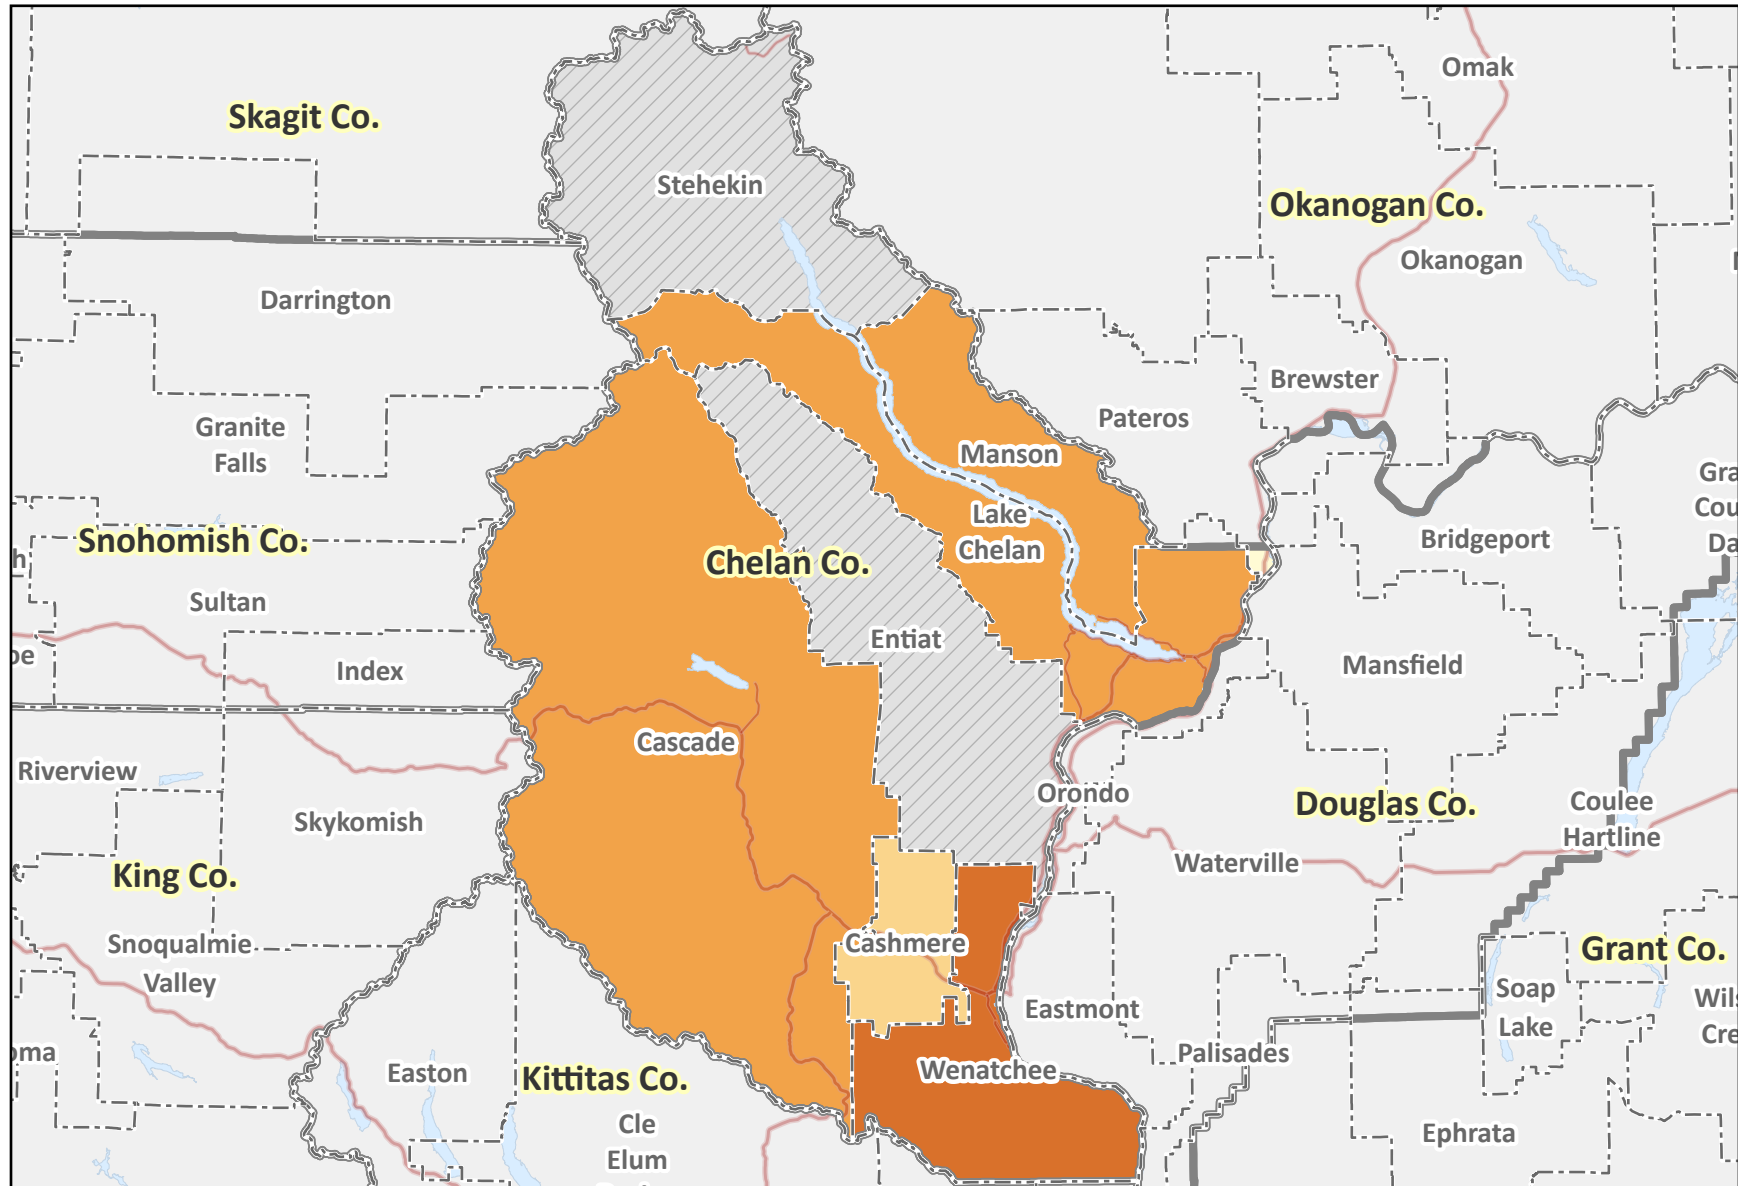 Omak
Skagit Co.
Stehekin
Okanogan Co.
Okanogan
Darrington
Brewster
Pateros
Granite
Falls
Manson
Lake
Chelan
Snohomish Co.
Bridgeport
Chelan Co.
Sultan
Entiat
Index
Mansfield
Cascade
Riverview
Orondo
Douglas Co.
Coulee
Hartline
Skykomish
Waterville
King Co.
Snoqualmie
Valley
Cashmere
Grant Co.
Soap
Lake
Eastmont
Palisades
Wenatchee
Easton
Kittitas Co.
Cle
Elum
Ephrata